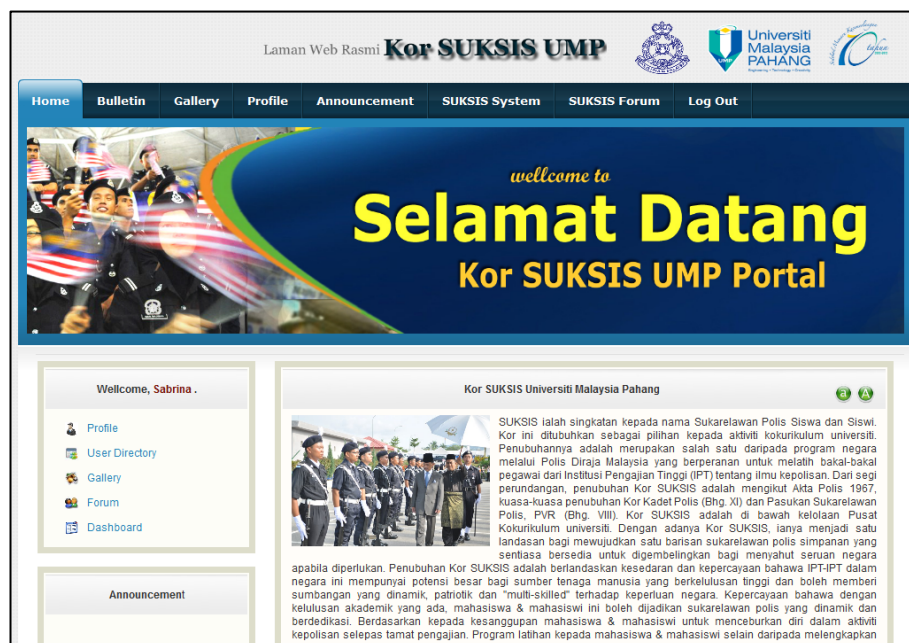 Laman Web Rasmi Kor SUKSIS UMP
UMP
Universiti
Malaysia
PAHANG
Engineering • Technology • Creativity
Home Bulletin Gallery Profile Announcement SUKSIS System SUKSIS Forum Log Out
wellcome to
Selamat Datang
Kor SUKSIS UMP Portal
Wellcome, Sabrina .
Profile
User Directory
Gallery
Forum
Dashboard
Announcement
Kor SUKSIS Universiti Malaysia Pahang
a A
SUKSIS ialah singkatan kepada nama Sukarelawan Polis Siswa dan Siswi.
Kor ini ditubuhkan sebagai pilihan kepada aktiviti kokurikulum universiti.
Penubuhannya adalah merupakan salah satu daripada program negara
melalui Polis Diraja Malaysia yang berperanan untuk melatih bakal-bakal
pegawai dari Institusi Pengajian Tinggi (IPT) tentang ilmu kepolisan. Dari segi
perundangan, penubuhan Kor SUKSIS adalah mengikut Akta Polis 1967,
kuasa-kuasa penubuhan Kor Kadet Polis (Bhg. XI) dan Pasukan Sukarelawan
Polis, PVR (Bhg. VIII). Kor SUKSIS adalah di bawah kelolaan Pusat
Kokurikulum universiti. Dengan adanya Kor SUKSIS, ianya menjadi satu
landasan bagi mewujudkan satu barisan sukarelawan polis simpanan yang
sentiasa bersedia untuk digembelingkan bagi menyahut seruan negara
apabila diperlukan. Penubuhan Kor SUKSIS adalah berlandaskan kesedaran dan kepercayaan bahawa IPT-IPT dalam
negara ini mempunyai potensi besar bagi sumber tenaga manusia yang berkelulusan tinggi dan boleh memberi
sumbangan yang dinamik, patriotik dan "multi-skilled" terhadap keperluan negara. Kepercayaan bahawa dengan
kelulusan akademik yang ada, mahasiswa & mahasiswi ini boleh dijadikan sukarelawan polis yang dinamik dan
berdedikasi. Berdasarkan kepada kesanggupan mahasiswa & mahasiswi untuk menceburkan diri dalam aktiviti
kepolisan selepas tamat pengajian. Program latihan kepada mahasiswa & mahasiswi selain daripada melengkapkan